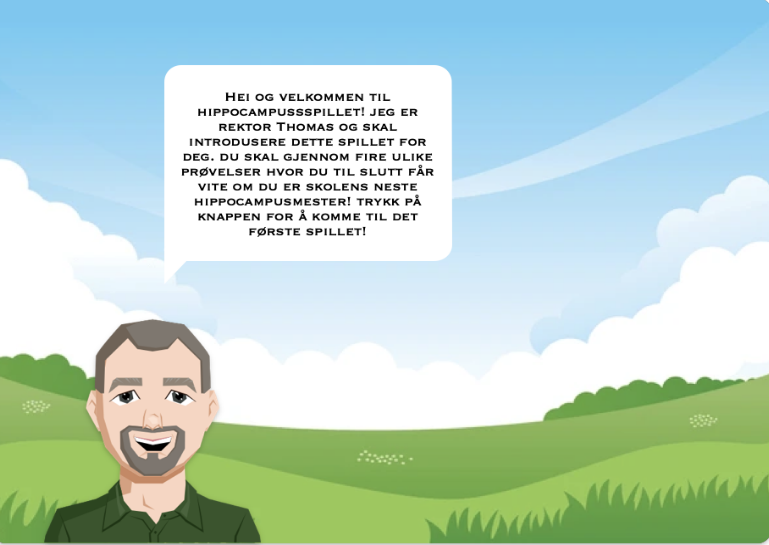 Hei og velkommen til
hippocampussspillet! jeg er
rektor Thomas og skal
introdusere dette spillet for
deg. du skal gjennom fire ulike
prøvelser hvor du til slutt får
vite om du er skolens neste
hippocampusmester! trykk på
knappen for å komme til det
første spillet!